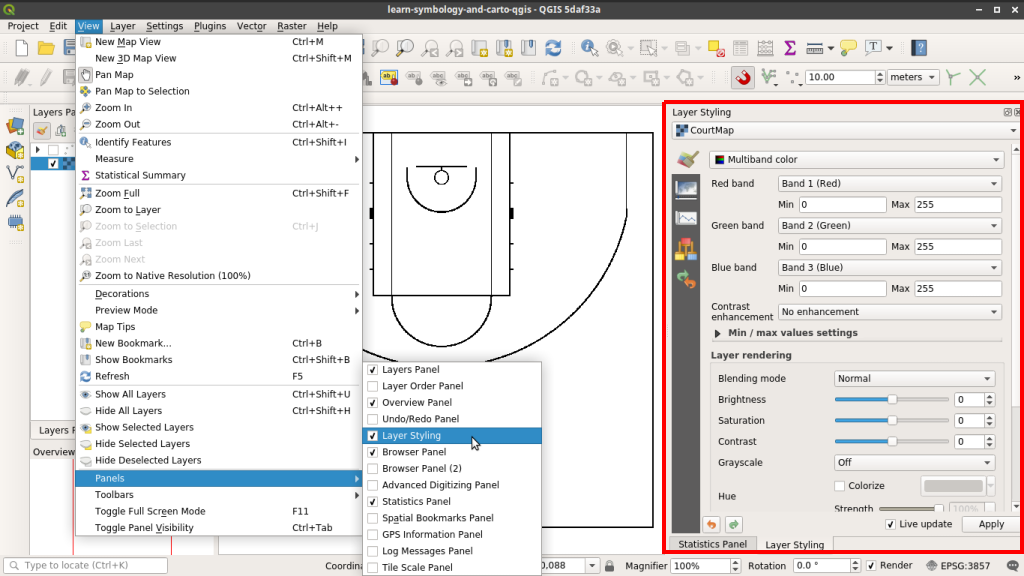 learn-symbology-and-carto-qgis - QGIS 5daf33a
Project Edit View Layer Settings Plugins Vector Raster Help
New Map View Ctrl+M
New 3D Map View Ctrl+Shift+M
Pan Map
Pan Map to Selection
Zoom In Ctrl+Alt++
Zoom Out Ctrl+Alt+-
Identify Features Ctrl+Shift+I
Measure
Statistical Summary
Zoom Full Ctrl+Shift+F
Zoom to Layer
Zoom to Selection Ctrl+J
Zoom Last
Zoom Next
Zoom to Native Resolution (100%)
Decorations
Preview Mode
Map Tips
New Bookmark... Ctrl+B
Show Bookmarks Ctrl+Shift+B
Refresh F5
Show All Layers Ctrl+Shift+U
Hide All Layers Ctrl+Shift+H
Show Selected Layers
Hide Selected Layers
Hide Deselected Layers
Panels
Toolbars
Toggle Full Screen Mode F11
Toggle Panel Visibility Ctrl+Tab
Layers Panel
Layer Order Panel
Overview Panel
Undo/Redo Panel
Layer Styling
Browser Panel
Browser Panel (2)
Advanced Digitizing Panel
Statistics Panel
Spatial Bookmarks Panel
GPS Information Panel
Log Messages Panel
Tile Scale Panel
10.00 meters
Layers Pa
Layers P
Overview
Layer Styling
CourtMap
Multiband color
Red band Band 1 (Red)
Min 0 Max 255
Green band Band 2 (Green)
Min 0 Max 255
Blue band Band 3 (Blue)
Min 0 Max 255
Contrast
enhancement No enhancement
Min / max values settings
Layer rendering
Blending mode Normal
Brightness 0
Saturation 0
Contrast 0
Grayscale Off
Colorize
Hue
Strength 100%
Live update Apply
Statistics Panel Layer Styling
Type to locate (Ctrl+K) Coordina 0,088 Magnifier 100% Rotation 0.0 ° Render EPSG:3857